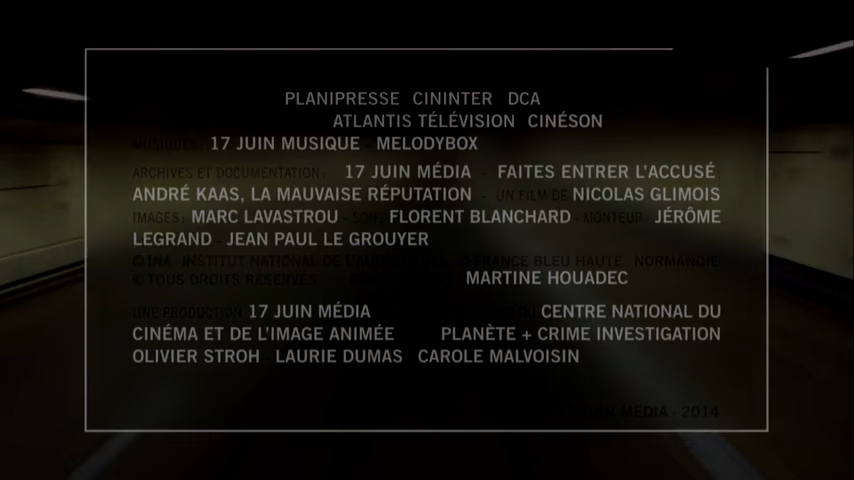 PLANIPRESSE CININTER DCA
ATLANTIS TÉLÉVISION CINÉSON
MUSIQUES: 17 JUIN MUSIQUE - MELODYBOX
ARCHIVES ET DOCUMENTATION: 17 JUIN MÉDIA - FAITES ENTRER L'ACCUSÉ
ANDRÉ KAAS, LA MAUVAISE RÉPUTATION - UN FILM DE NICOLAS GLIMOIS
IMAGES: MARC LAVASTROU - SON: FLORENT BLANCHARD - MONTEUR: JÉRÔME
LEGRAND - JEAN PAUL LE GROUYER
© INA - INSTITUT NATIONAL DE L'AUDIOVISUEL © FRANCE BLEU HAUTE NORMANDIE
© TOUS DROITS RÉSERVÉS MARTINE HOUADEC
UNE PRODUCTION 17 JUIN MÉDIA CENTRE NATIONAL DU
CINÉMA ET DE L'IMAGE ANIMÉE PLANÈTE + CRIME INVESTIGATION
OLIVIER STROH - LAURIE DUMAS CAROLE MALVOISIN
JUIN MEDIA - 2014